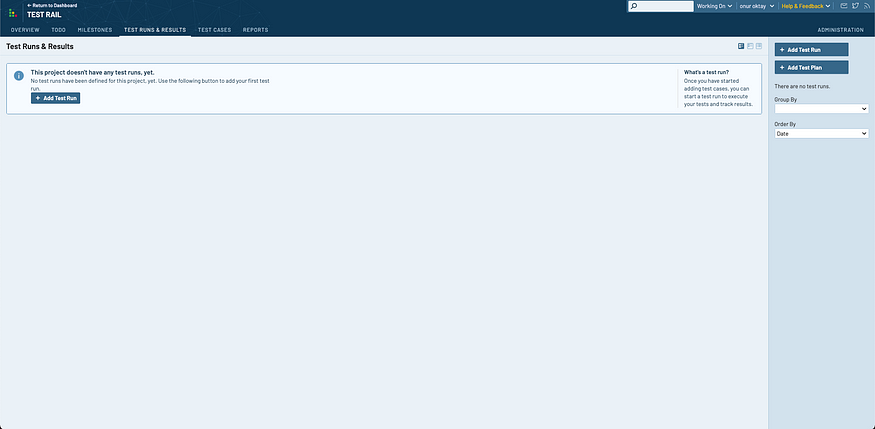 ← Return to Dashboard
TEST RAIL
Working On
onur oktay
Help & Feedback
OVERVIEW TODO MILESTONES TEST RUNS & RESULTS TEST CASES REPORTS ADMINISTRATION
Test Runs & Results
This project doesn't have any test runs, yet.
No test runs have been defined for this project, yet. Use the following button to add your first test
run.
+ Add Test Run
What's a test run?
Once you have started
adding test cases, you can
start a test run to execute
your tests and track results.
+ Add Test Run
+ Add Test Plan
There are no test runs.
Group By
Order By
Date